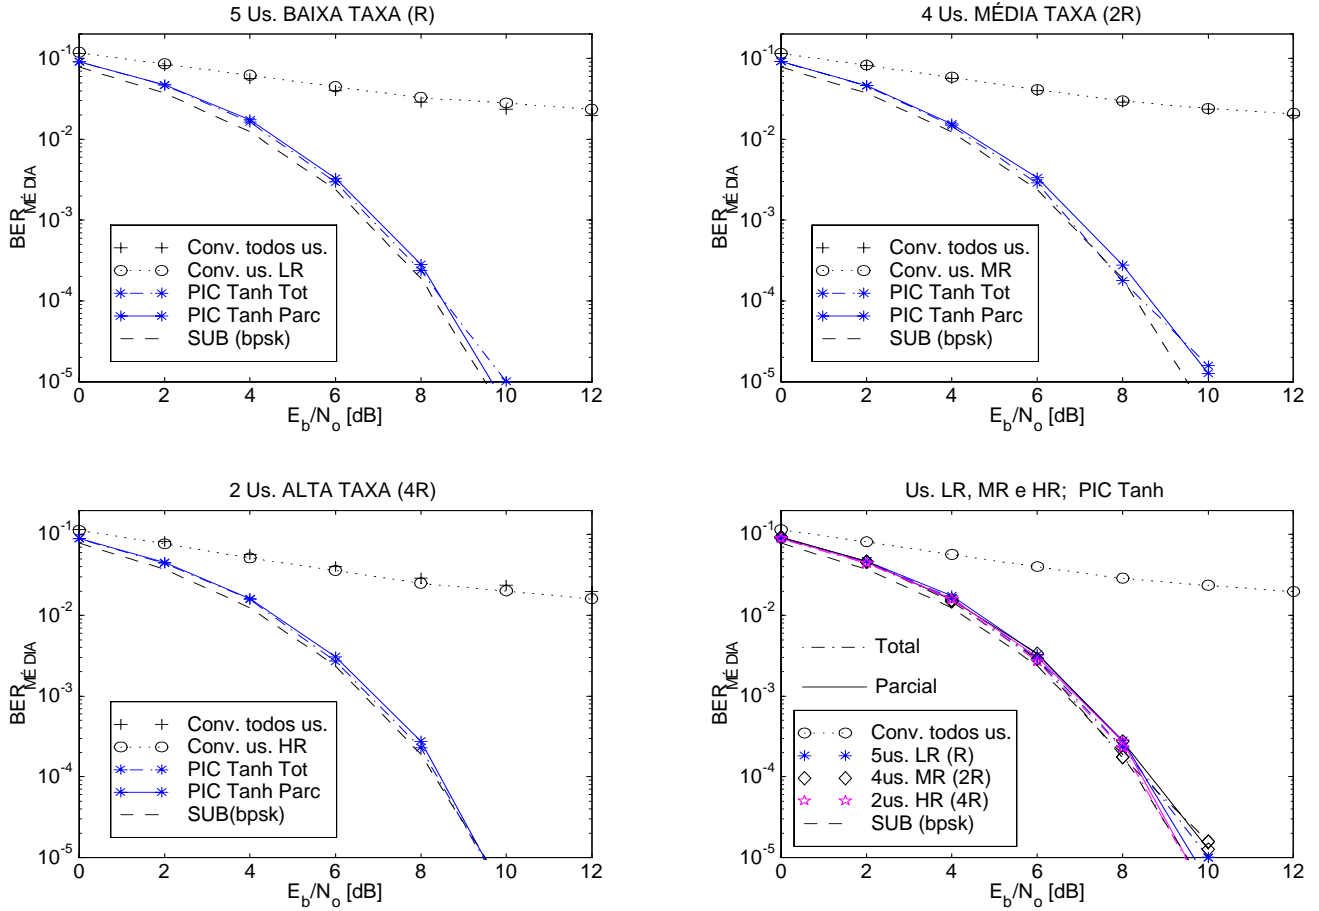 5 Us. BAIXA TAXA (R)
10^-1
10^-2
10^-3
10^-4
10^-5
BER_MÉDIA
Conv. todos us.
Conv. us. LR
PIC Tanh Tot
PIC Tanh Parc
SUB (bpsk)
0 2 4 6 8 10 12
E_b/N_o [dB]
4 Us. MÉDIA TAXA (2R)
10^-1
10^-2
10^-3
10^-4
10^-5
BER_MÉDIA
Conv. todos us.
Conv. us. MR
PIC Tanh Tot
PIC Tanh Parc
SUB (bpsk)
0 2 4 6 8 10 12
E_b/N_o [dB]
2 Us. ALTA TAXA (4R)
10^-1
10^-2
10^-3
10^-4
10^-5
BER_MÉDIA
Conv. todos us.
Conv. us. HR
PIC Tanh Tot
PIC Tanh Parc
SUB(bpsk)
0 2 4 6 8 10 12
E_b/N_o [dB]
Us. LR, MR e HR; PIC Tanh
10^-1
10^-2
10^-3
10^-4
10^-5
BER_MÉDIA
Total
Parcial
Conv. todos us.
5us. LR (R)
4us. MR (2R)
2us. HR (4R)
SUB (bpsk)
0 2 4 6 8 10 12
E_b/N_o [dB]